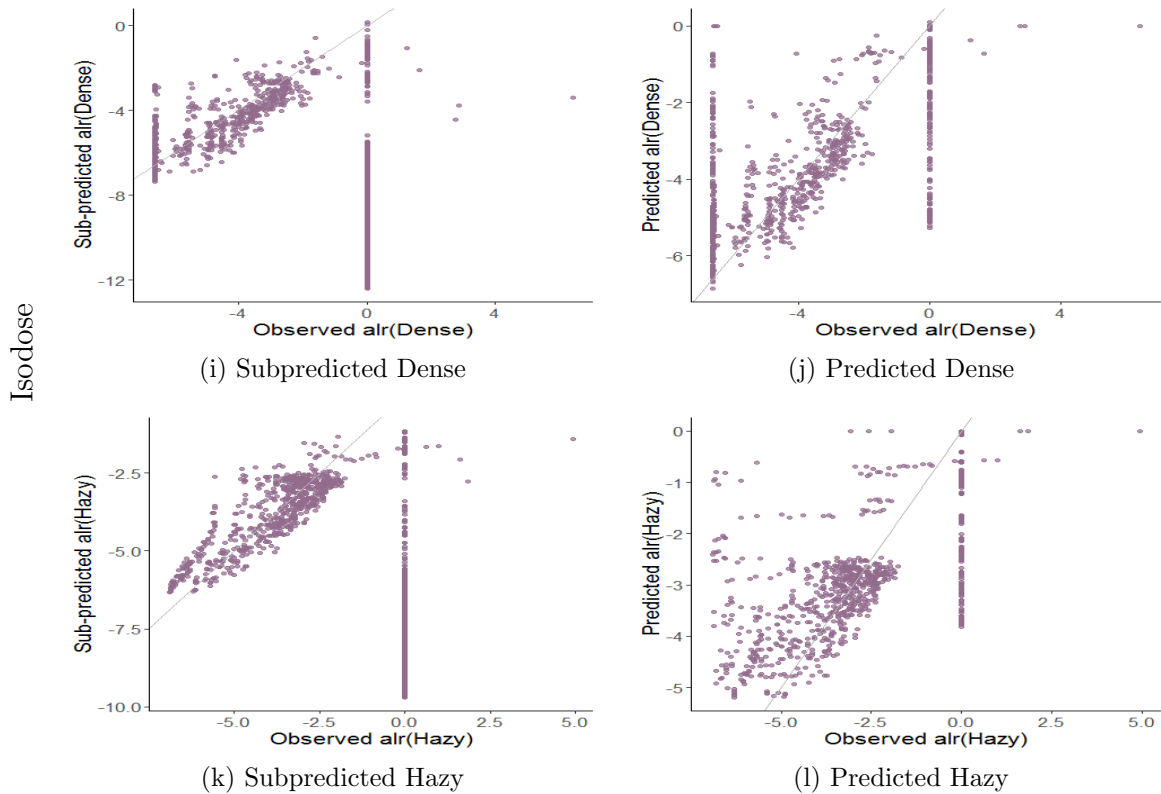 Isodose
Sub-predicted alr(Dense)
0
-4
-8
-12
-4
0
4
Observed alr(Dense)
(i) Subpredicted Dense
Predicted alr(Dense)
0
-2
-4
-6
-4
0
4
Observed alr(Dense)
(j) Predicted Dense
Sub-predicted alr(Hazy)
-2.5
-5.0
-7.5
-10.0
-5.0
-2.5
0.0
2.5
5.0
Observed alr(Hazy)
(k) Subpredicted Hazy
Predicted alr(Hazy)
0
-1
-2
-3
-4
-5
-5.0
-2.5
0.0
2.5
5.0
Observed alr(Hazy)
(l) Predicted Hazy